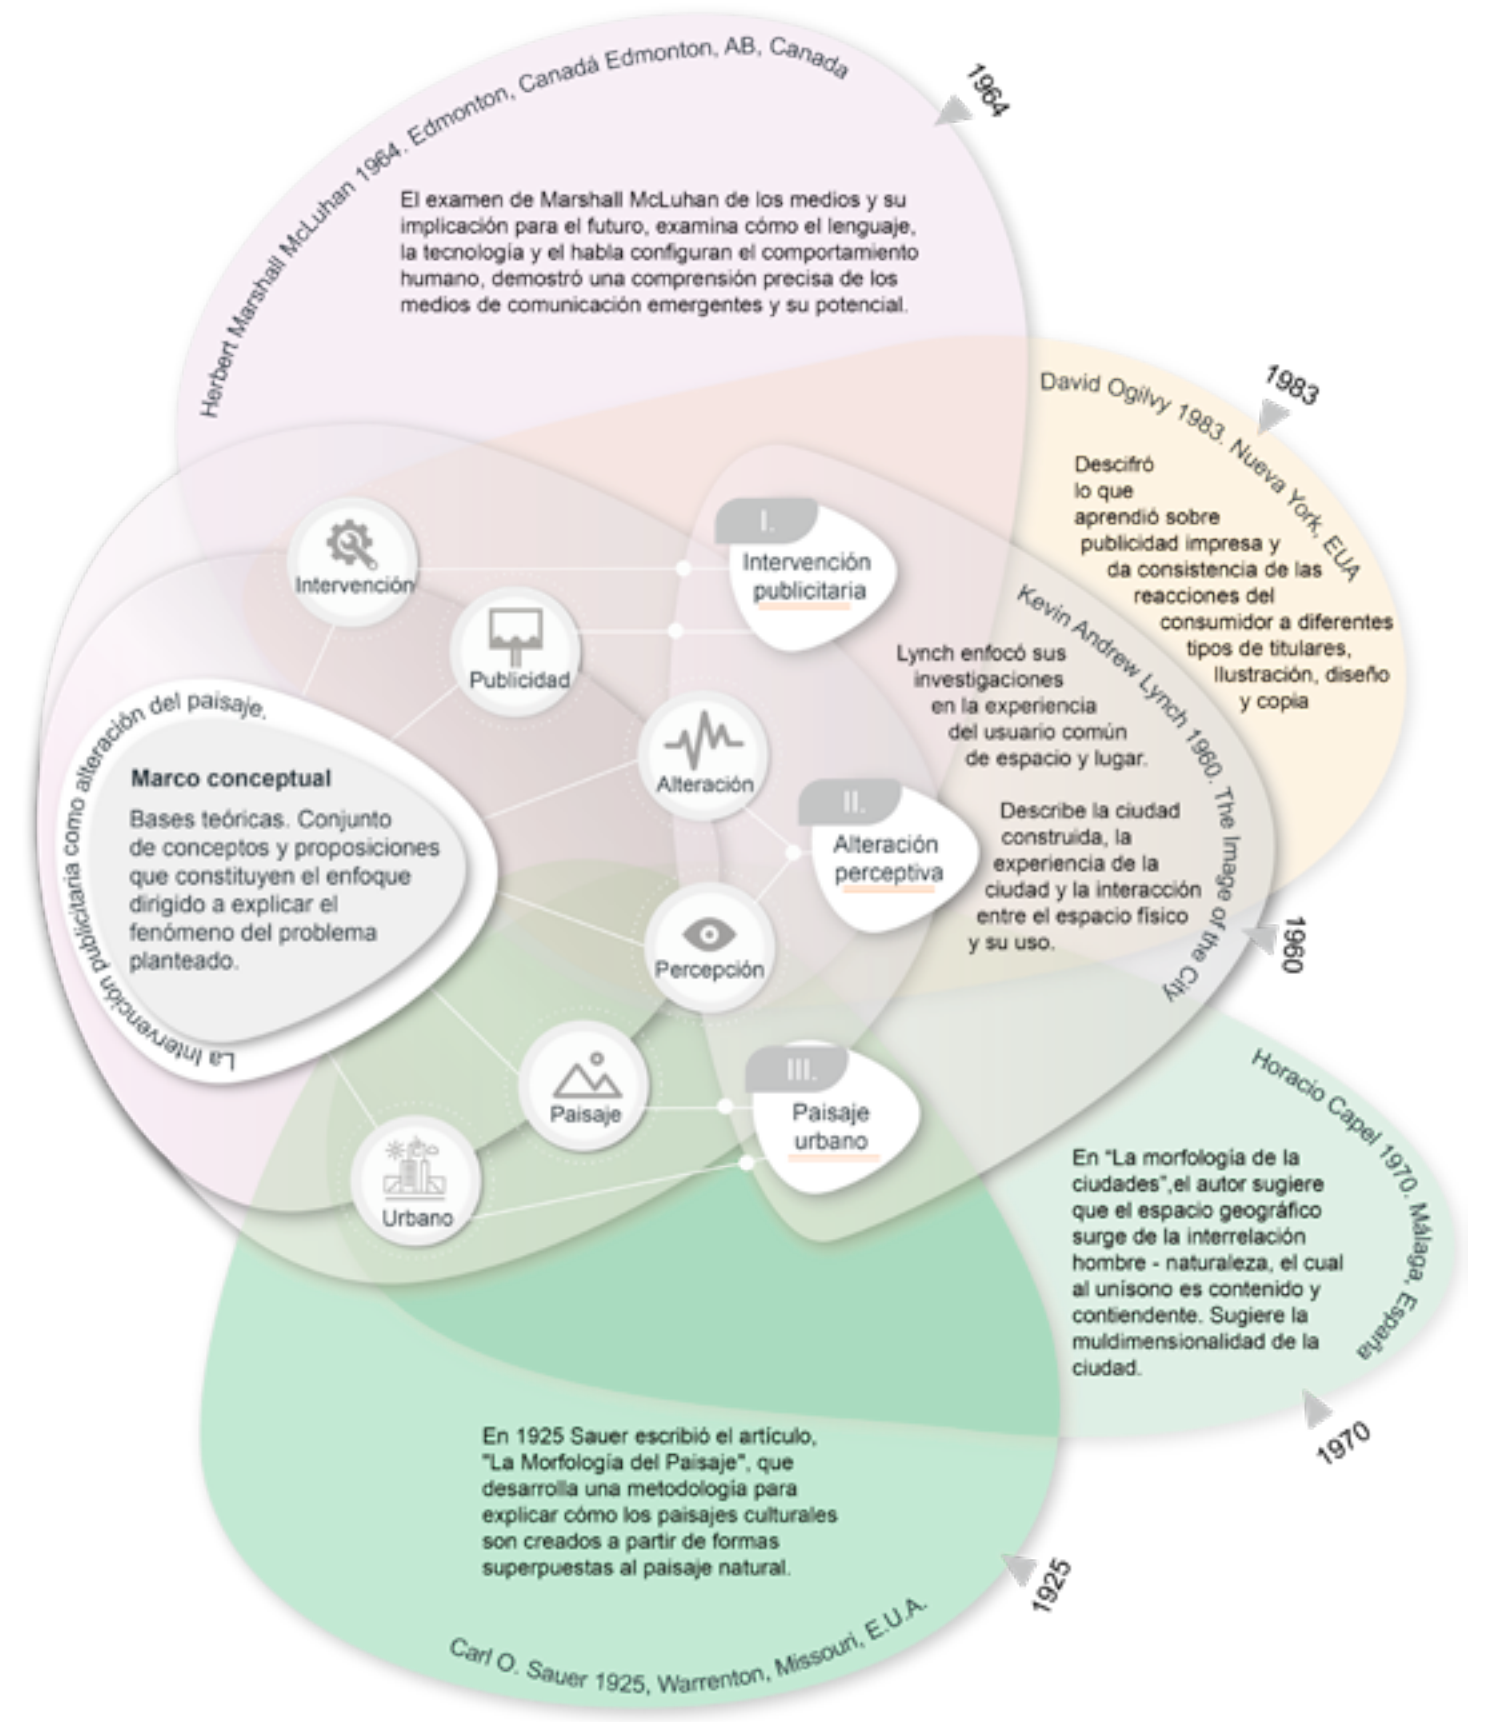 Herbert Marshall McLuhan 1964. Edmonton, Canadá Edmonton, AB, Canada
1964
El examen de Marshall McLuhan de los medios y su
implicación para el futuro, examina cómo el lenguaje,
la tecnología y el habla configuran el comportamiento
humano, demostró una comprensión precisa de los
medios de comunicación emergentes y su potencial.
David Ogilvy 1983. Nueva York, EUA
1983
Descifró
lo que
aprendió sobre
publicidad impresa y
da consistencia de las
reacciones del
consumidor a diferentes
tipos de titulares,
Ilustración, diseño
y copia
Intervención
Publicidad
Alteración
Percepción
Paisaje
Urbano
I.
Intervención
publicitaria
II.
Alteración
perceptiva
III.
Paisaje
urbano
Kevin Andrew Lynch 1960. The Image of the City
1960
Lynch enfocó sus
investigaciones
en la experiencia
del usuario común
de espacio y lugar.
Describe la ciudad
construida, la
experiencia de la
ciudad y la interacción
entre el espacio físico
y su uso.
La Intervención publicitaria como alteración del paisaje.
Marco conceptual
Bases teóricas. Conjunto
de conceptos y proposiciones
que constituyen el enfoque
dirigido a explicar el
fenómeno del problema
planteado.
Horacio Capel 1970. Málaga, España
1970
En “La morfología de la
ciudades”,el autor sugiere
que el espacio geográfico
surge de la interrelación
hombre - naturaleza, el cual
al unísono es contenido y
contiendente. Sugiere la
muldimensionalidad de la
ciudad.
En 1925 Sauer escribió el artículo,
"La Morfología del Paisaje", que
desarrolla una metodología para
explicar cómo los paisajes culturales
son creados a partir de formas
superpuestas al paisaje natural.
1925
Carl O. Sauer 1925, Warrenton, Missouri, E.U.A.